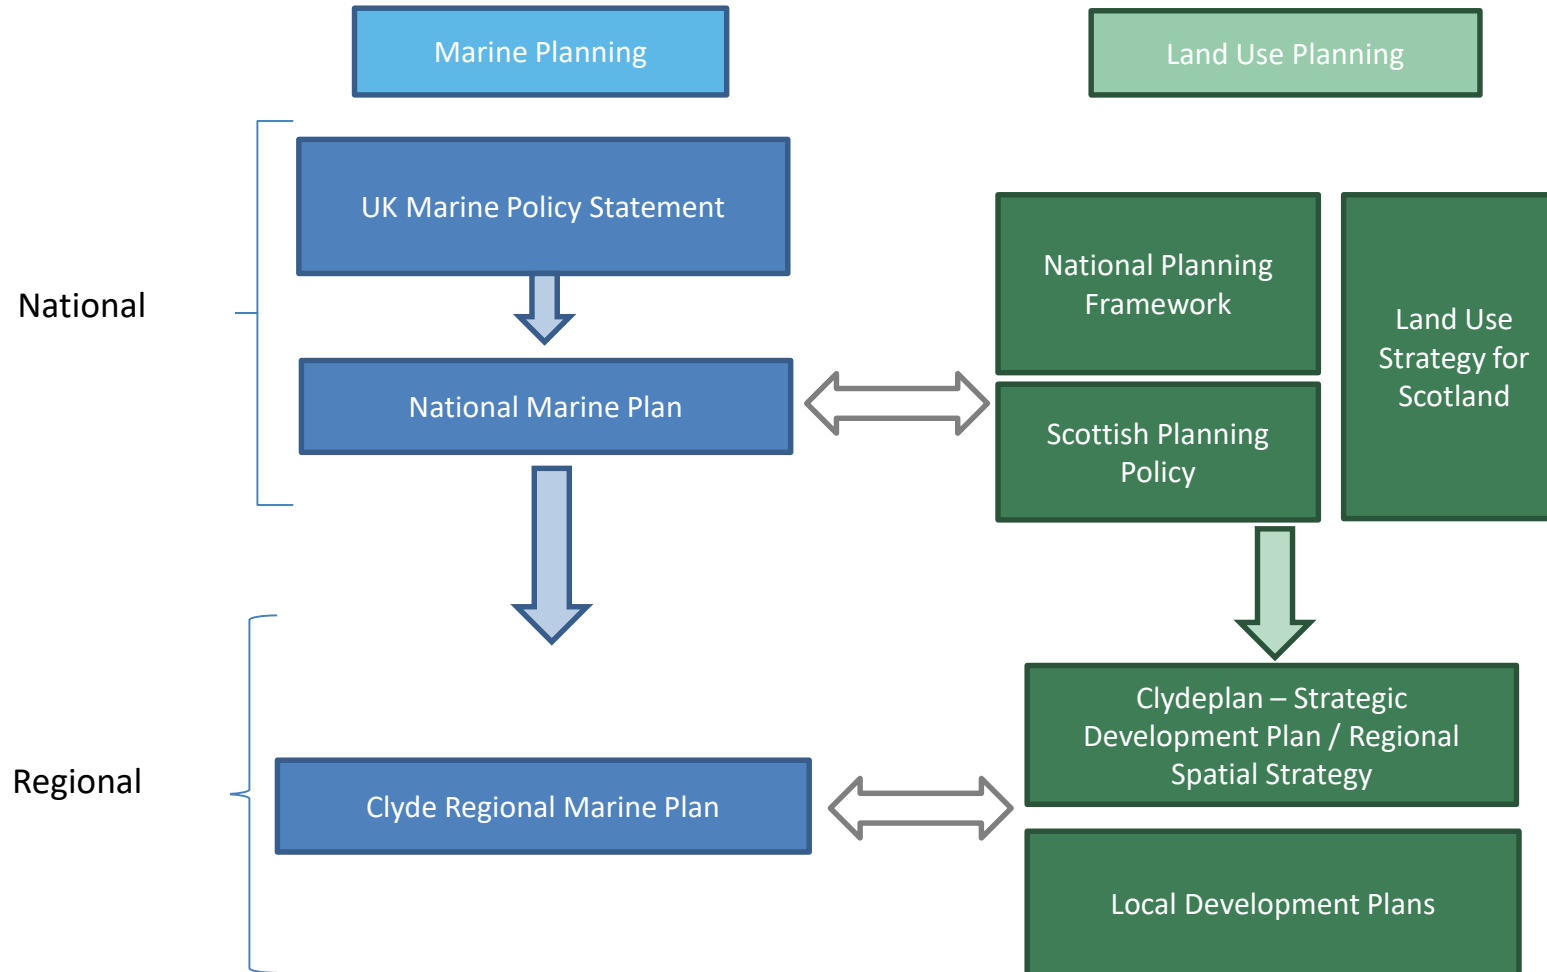 Marine Planning
Land Use Planning
National
UK Marine Policy Statement
National Planning
Framework
Land Use
Strategy for
Scotland
National Marine Plan
Scottish Planning
Policy
Regional
Clydeplan – Strategic
Development Plan / Regional
Spatial Strategy
Clyde Regional Marine Plan
Local Development Plans